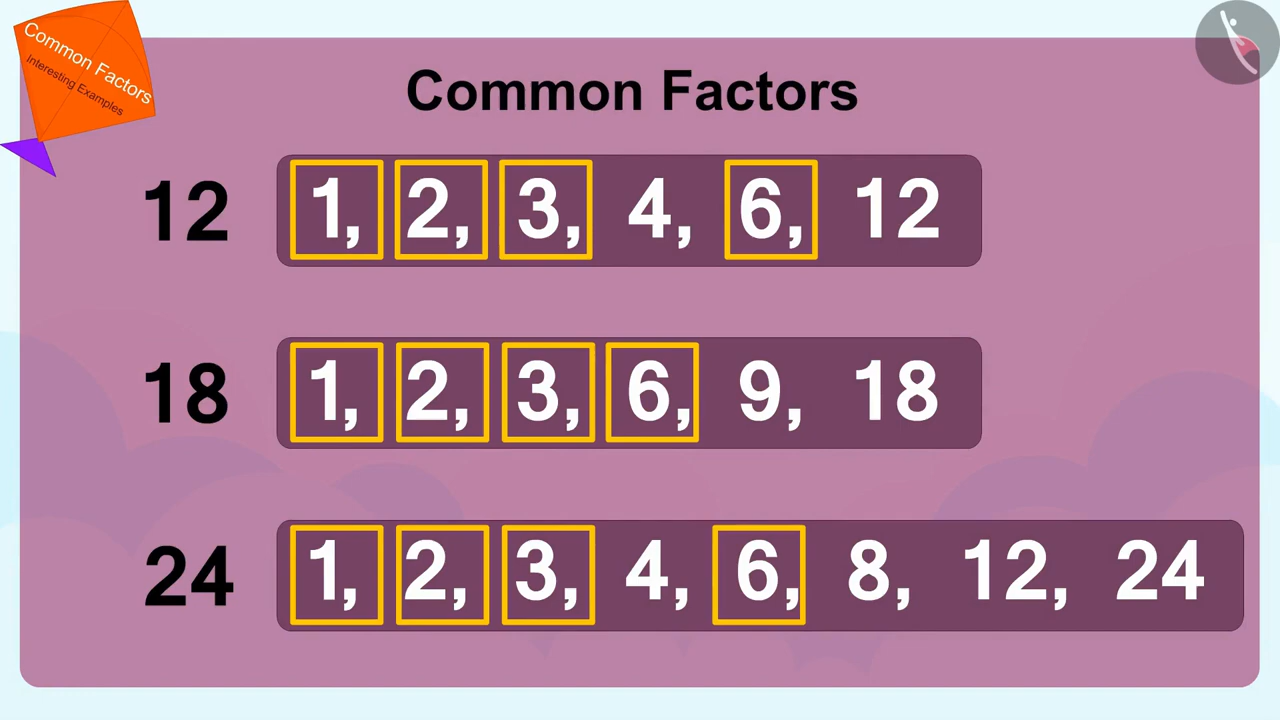 Common Factors
Interesting Examples
Common Factors
12 1, 2, 3, 4, 6, 12
18 1, 2, 3, 6, 9, 18
24 1, 2, 3, 4, 6, 8, 12, 24